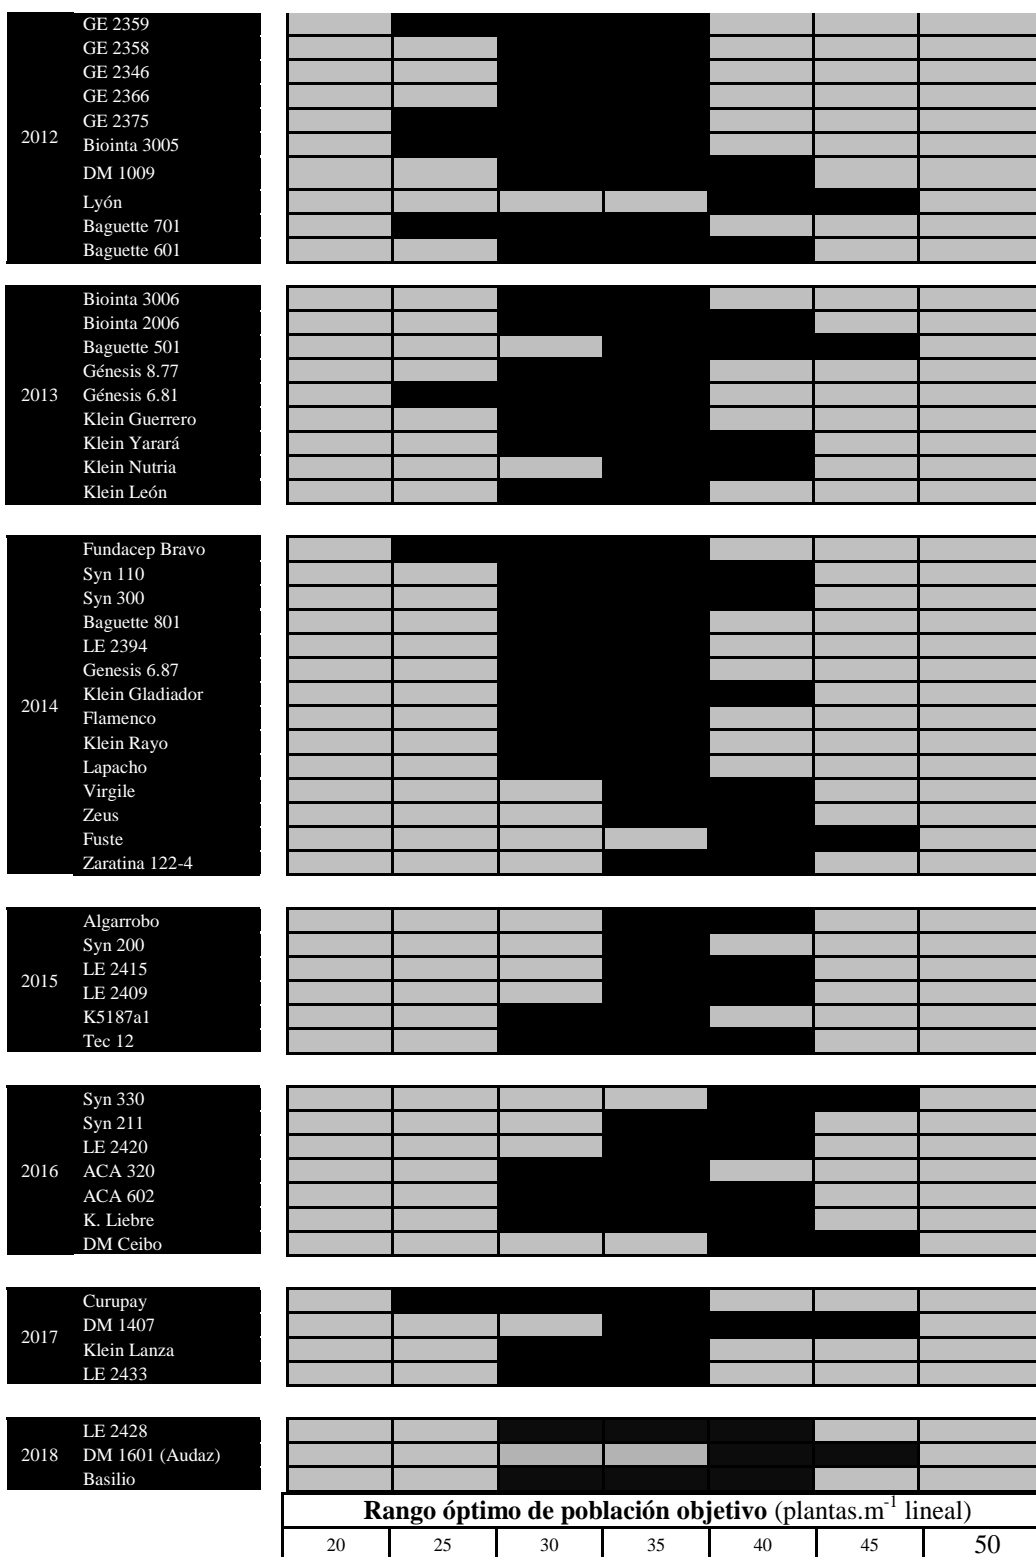 GE 2359
GE 2358
GE 2346
GE 2366
GE 2375
2012 Biointa 3005
DM 1009
Lyón
Baguette 701
Baguette 601
Biointa 3006
Biointa 2006
Baguette 501
Génesis 8.77
2013 Génesis 6.81
Klein Guerrero
Klein Yarará
Klein Nutria
Klein León
Fundacep Bravo
Syn 110
Syn 300
Baguette 801
LE 2394
Genesis 6.87
Klein Gladiador
2014 Flamenco
Klein Rayo
Lapacho
Virgile
Zeus
Fuste
Zaratina 122-4
Algarrobo
Syn 200
LE 2415
2015 LE 2409
K5187a1
Tec 12
Syn 330
Syn 211
LE 2420
2016 ACA 320
ACA 602
K. Liebre
DM Ceibo
Curupay
DM 1407
2017 Klein Lanza
LE 2433
LE 2428
2018 DM 1601 (Audaz)
Basilio
Rango óptimo de población objetivo (plantas.m-1 lineal)
20 25 30 35 40 45 50